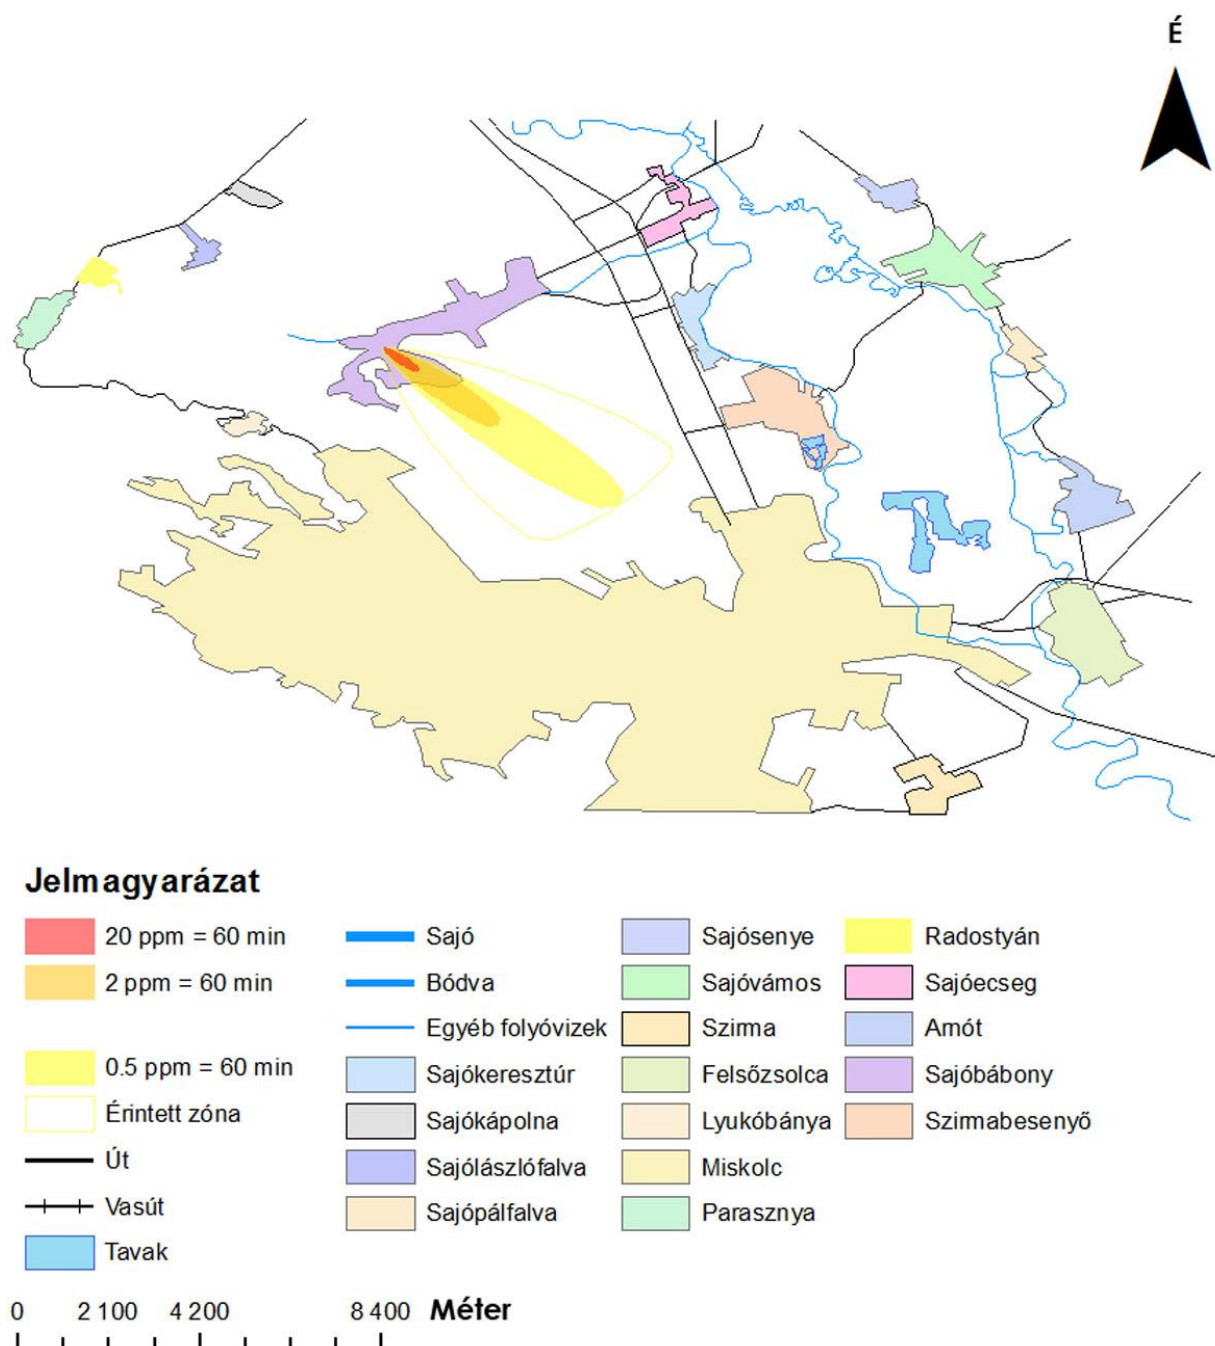 É
Jelmagyarázat
20 ppm = 60 min
2 ppm = 60 min
0.5 ppm = 60 min
Érintett zóna
Út
Vasút
Tavak
Sajó
Bódva
Egyéb folyóvizek
Sajókeresztúr
Sajókápolna
Sajólászlófalva
Sajópálfalva
Sajósenye
Sajóvámos
Szirma
Felsőzsolca
Lyukóbánya
Miskolc
Parasznya
Radostyán
Sajóecseg
Arnót
Sajóbábony
Szirmabesenyő
0 2 100 4 200 8 400 Méter